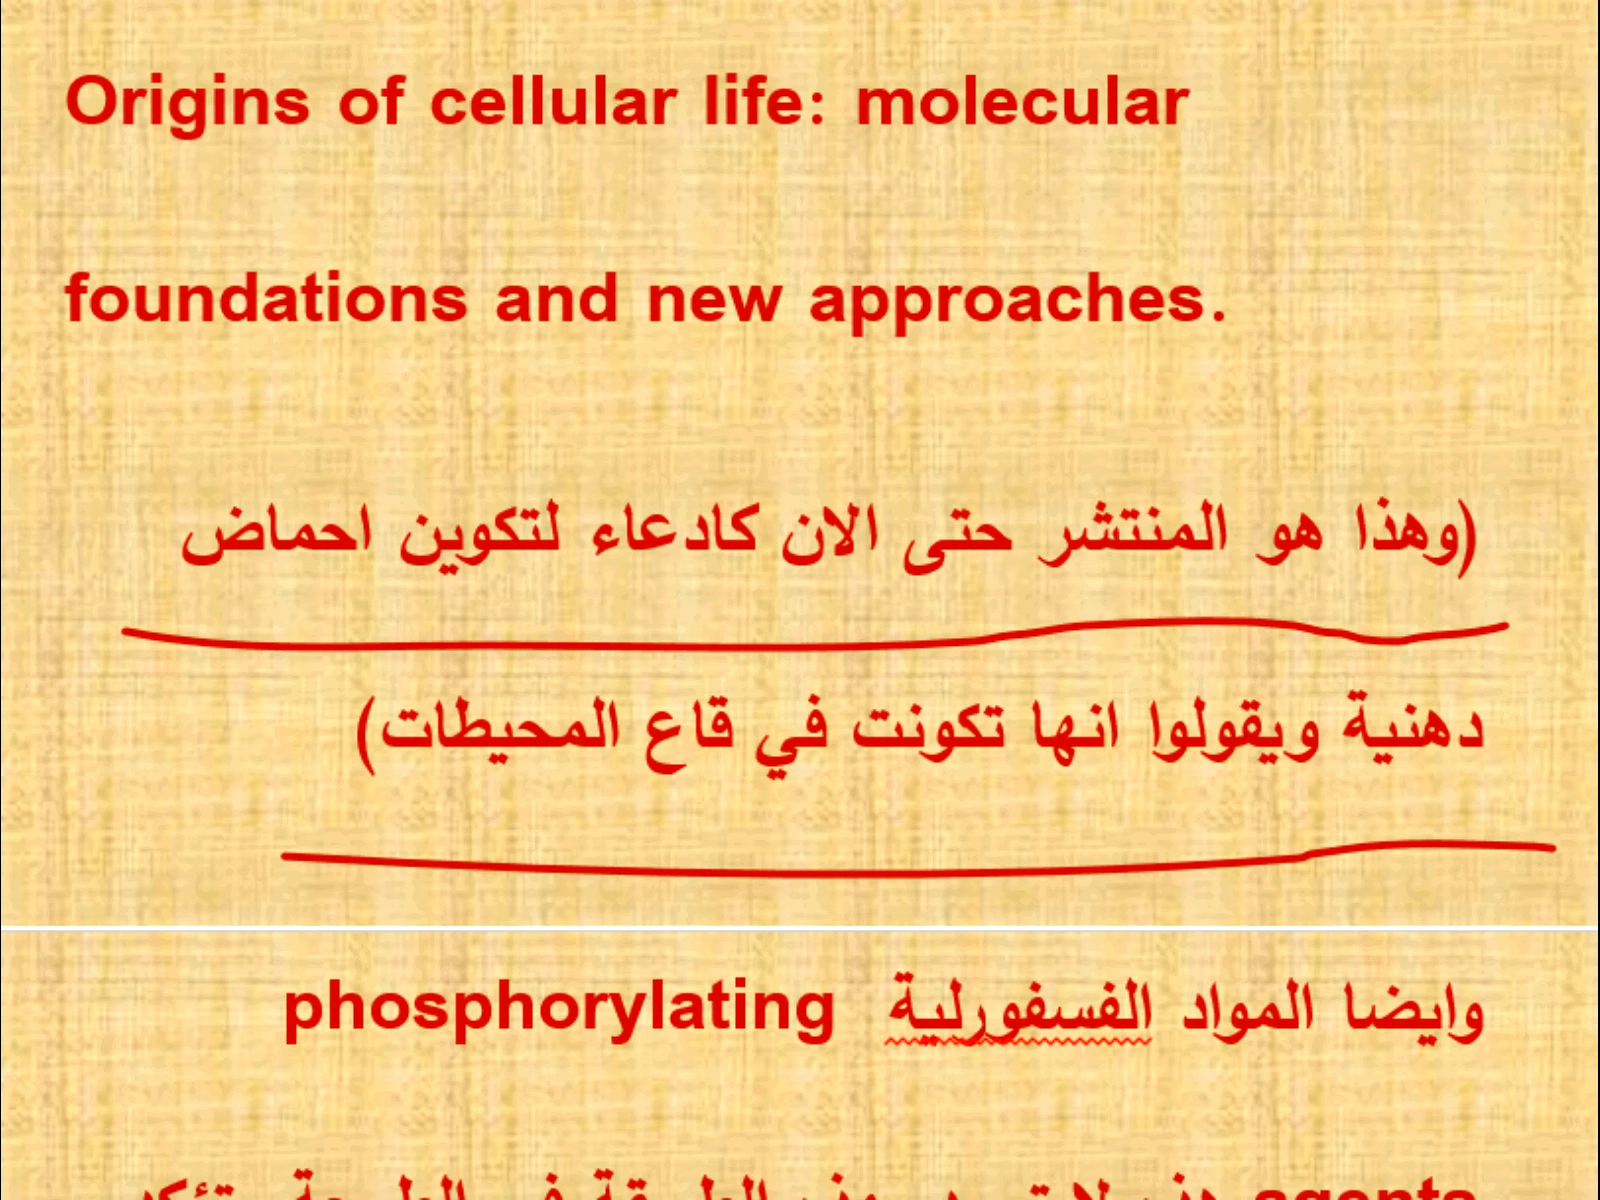 Origins of cellular life: molecular
foundations and new approaches.
(وهذا هو المنتشر حتى الان كادعاء لتكوين احماض
دهنية ويقولوا انها تكونت في قاع المحيطات)
وايضا المواد الفسفورلية phosphorylating
agents